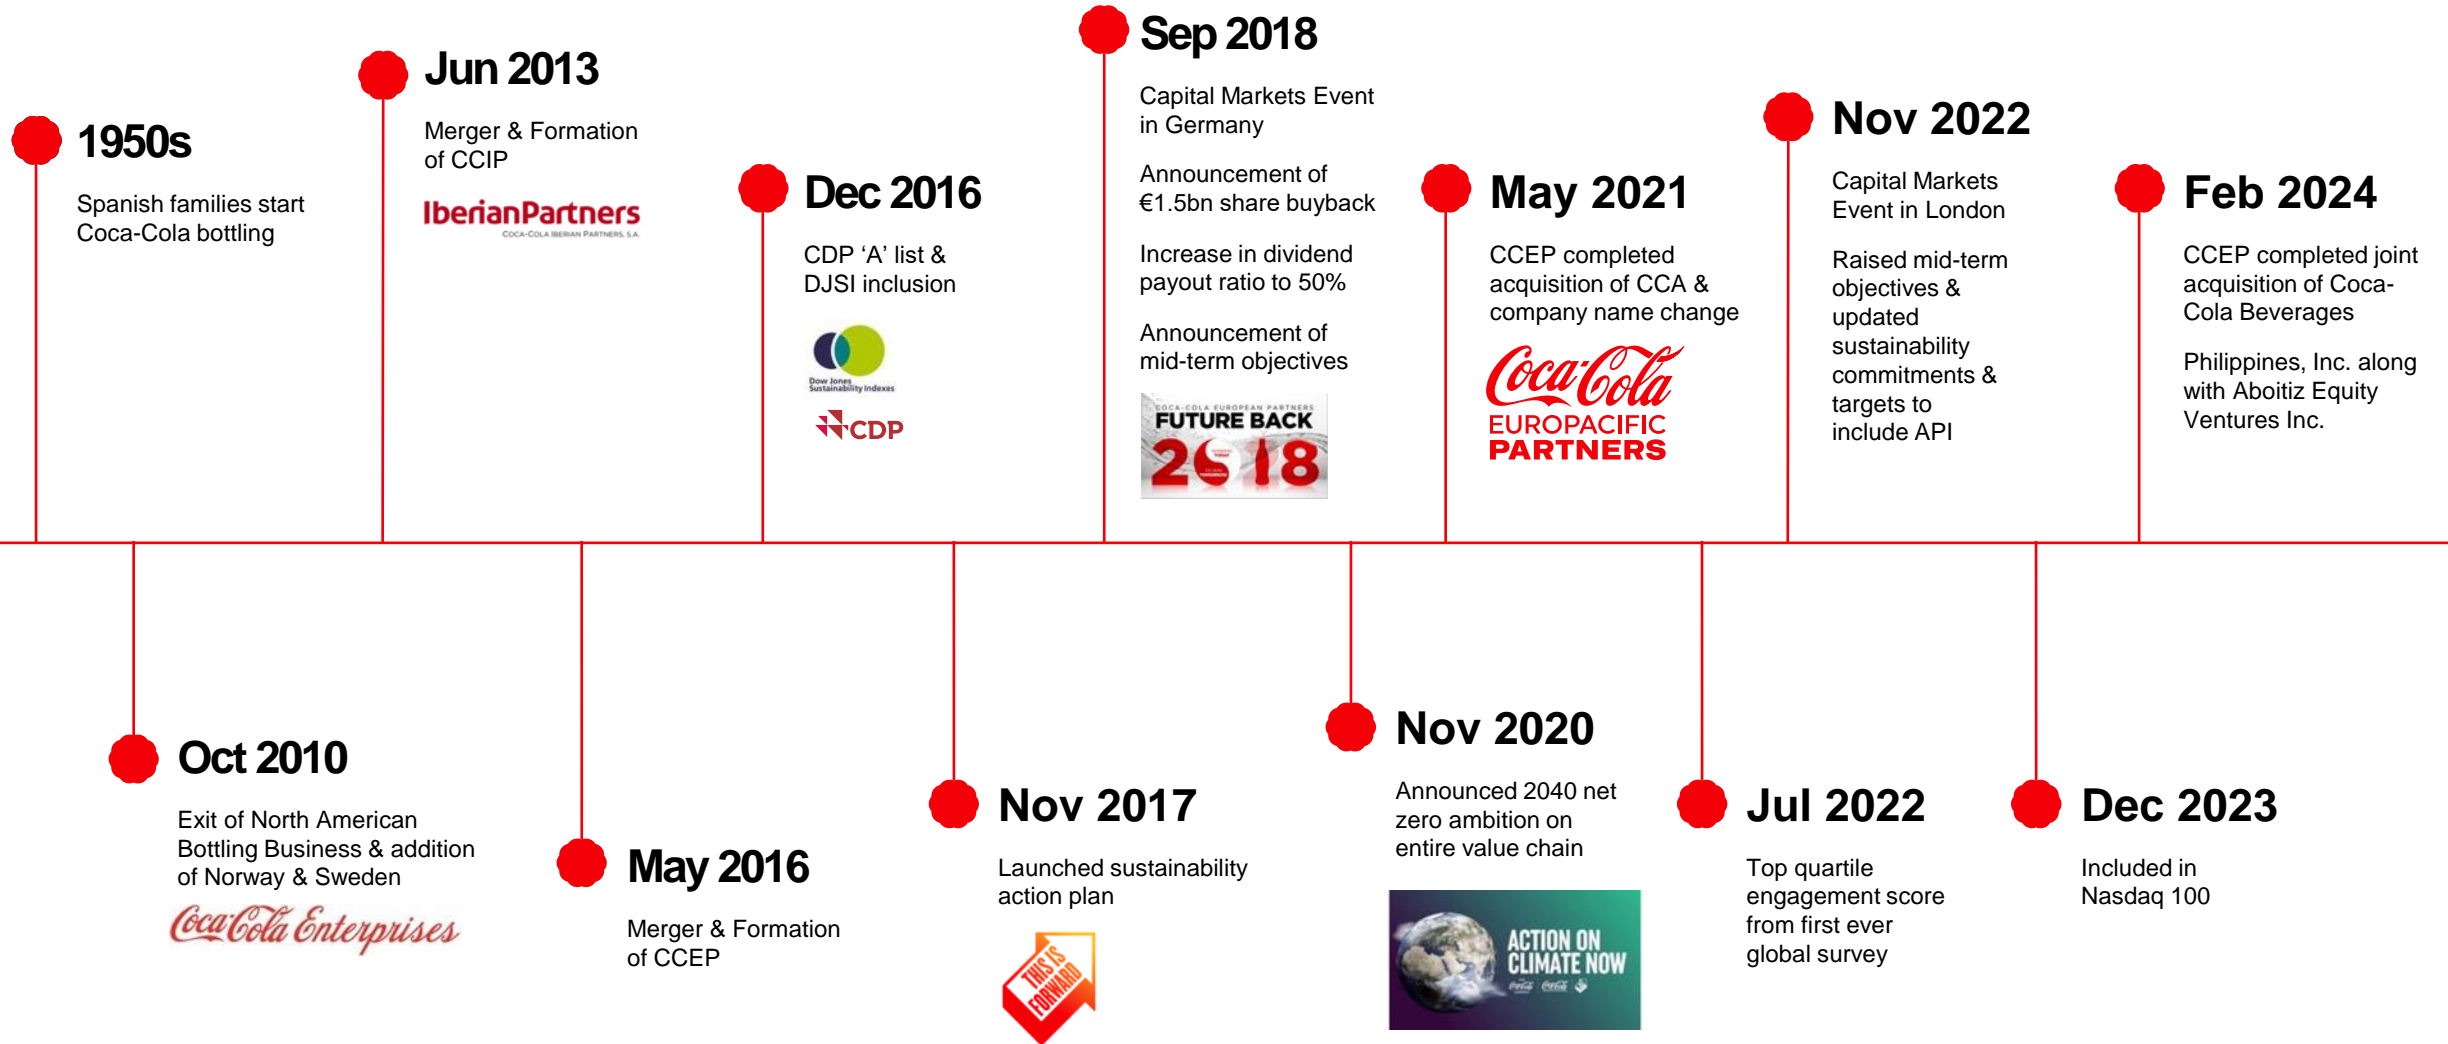 1950s
Spanish families start
Coca-Cola bottling
Oct 2010
Exit of North American
Bottling Business & addition
of Norway & Sweden
Coca-Cola Enterprises
Jun 2013
Merger & Formation
of CCIP
IberianPartners
COCA-COLA IBERIAN PARTNERS, S.A.
May 2016
Merger & Formation
of CCEP
Dec 2016
CDP ‘A’ list &
DJSI inclusion
Dow Jones
Sustainability Indexes
CDP
Nov 2017
Launched sustainability
action plan
THIS IS
FORWARD
Sep 2018
Capital Markets Event
in Germany
Announcement of
€1.5bn share buyback
Increase in dividend
payout ratio to 50%
Announcement of
mid-term objectives
COCA-COLA EUROPEAN PARTNERS
FUTURE BACK
2018
Nov 2020
Announced 2040 net
zero ambition on
entire value chain
ACTION ON
CLIMATE NOW
May 2021
CCEP completed
acquisition of CCA &
company name change
Coca-Cola
EUROPACIFIC
PARTNERS
Jul 2022
Top quartile
engagement score
from first ever
global survey
Nov 2022
Capital Markets
Event in London
Raised mid-term
objectives &
updated
sustainability
commitments &
targets to
include API
Dec 2023
Included in
Nasdaq 100
Feb 2024
CCEP completed joint
acquisition of Coca-
Cola Beverages
Philippines, Inc. along
with Aboitiz Equity
Ventures Inc.